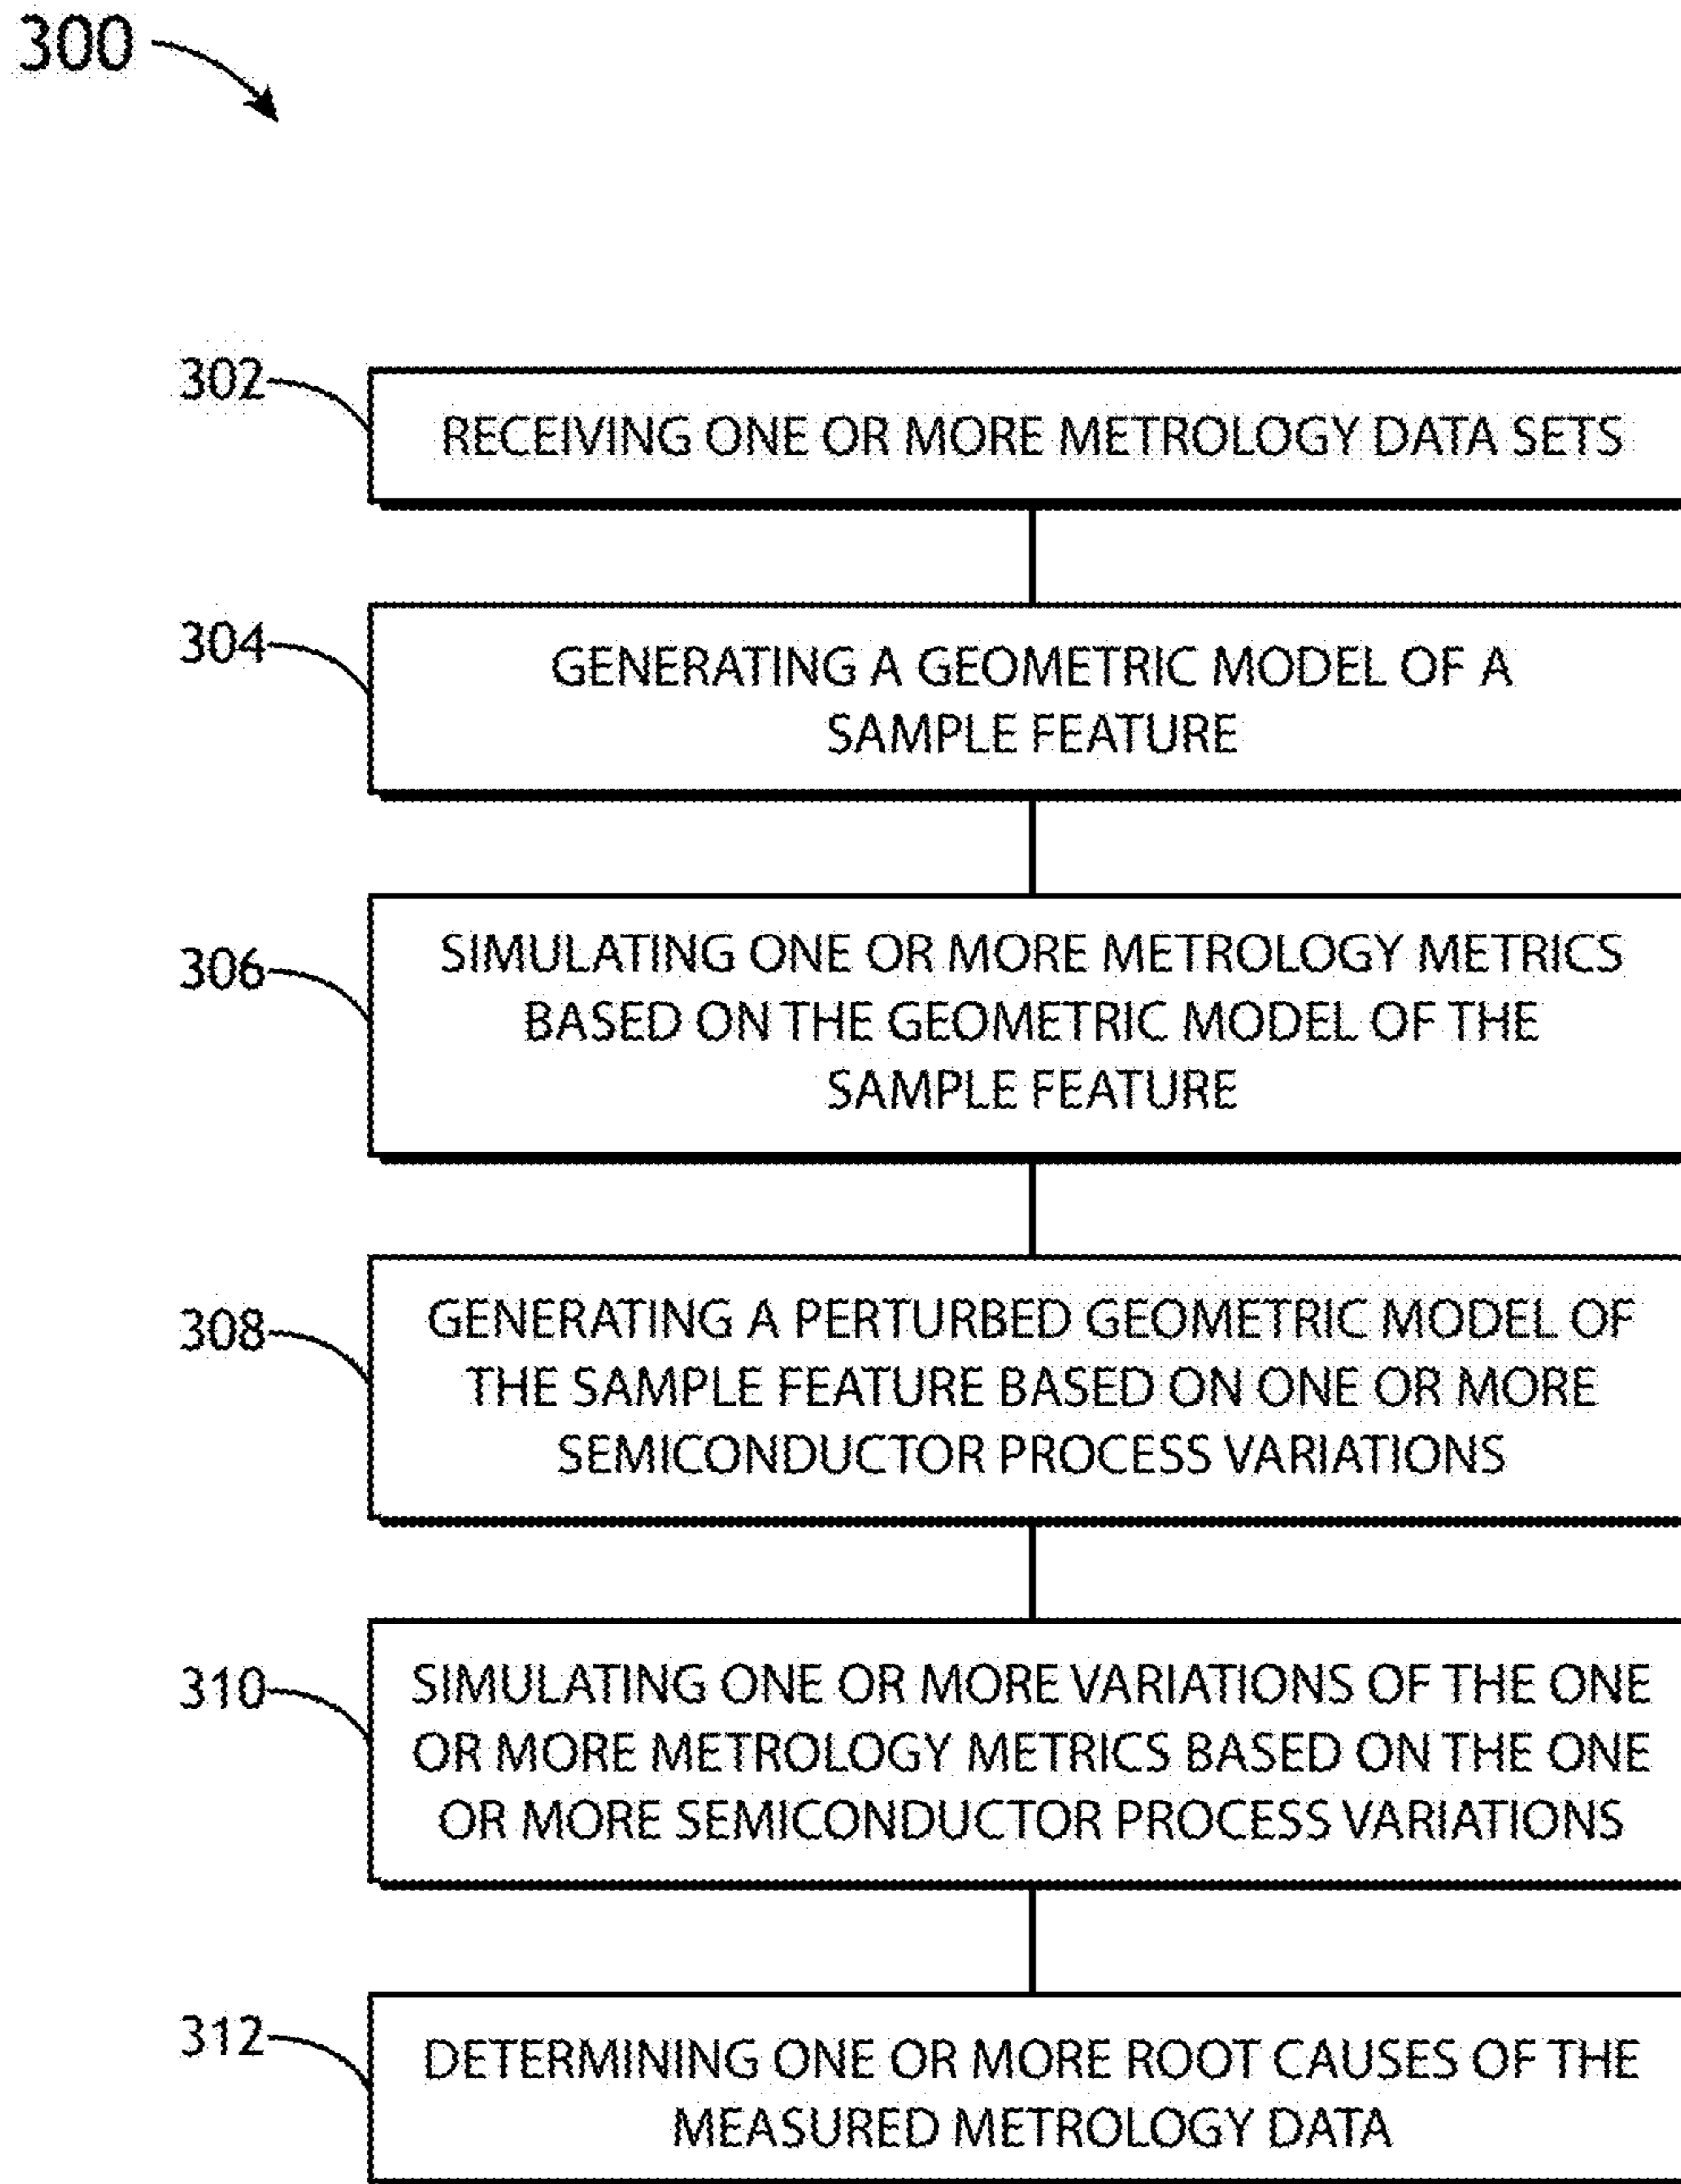 300
302
RECEIVING ONE OR MORE METROLOGY DATA SETS
304
GENERATING A GEOMETRIC MODEL OF A
SAMPLE FEATURE
306
SIMULATING ONE OR MORE METROLOGY METRICS
BASED ON THE GEOMETRIC MODEL OF THE
SAMPLE FEATURE
308
GENERATING A PERTURBED GEOMETRIC MODEL OF
THE SAMPLE FEATURE BASED ON ONE OR MORE
SEMICONDUCTOR PROCESS VARIATIONS
310
SIMULATING ONE OR MORE VARIATIONS OF THE ONE
OR MORE METROLOGY METRICS BASED ON THE ONE
OR MORE SEMICONDUCTOR PROCESS VARIATIONS
312
DETERMINING ONE OR MORE ROOT CAUSES OF THE
MEASURED METROLOGY DATA